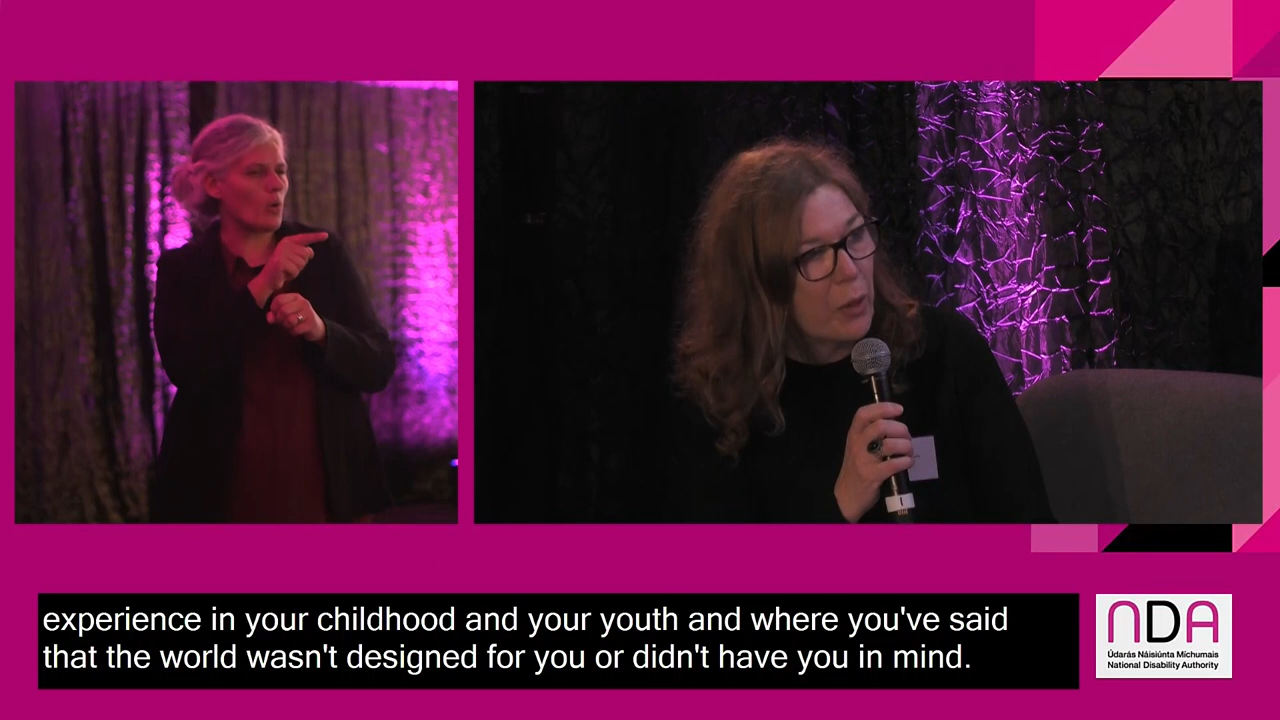 experience in your childhood and your youth and where you've said
that the world wasn't designed for you or didn't have you in mind.
NDA
Údarás Náisiúnta Míchumais
National Disability Authority